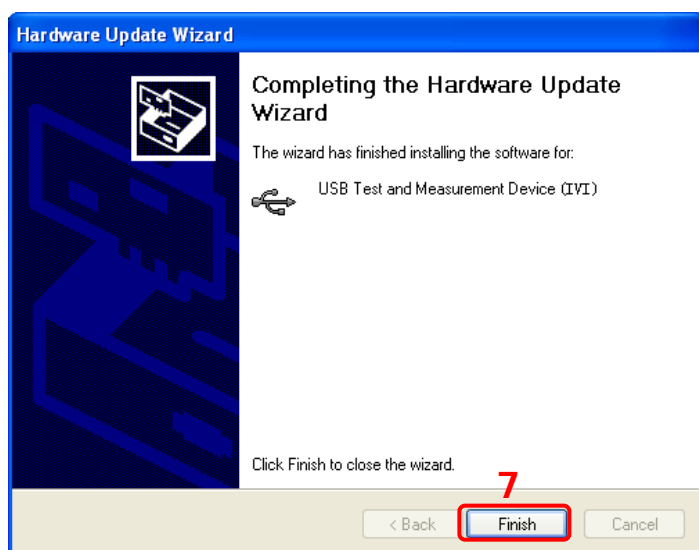 Hardware Update Wizard
Completing the Hardware Update
Wizard
The wizard has finished installing the software for:
USB Test and Measurement Device (IVI)
Click Finish to close the wizard.
7
< Back
Finish
Cancel